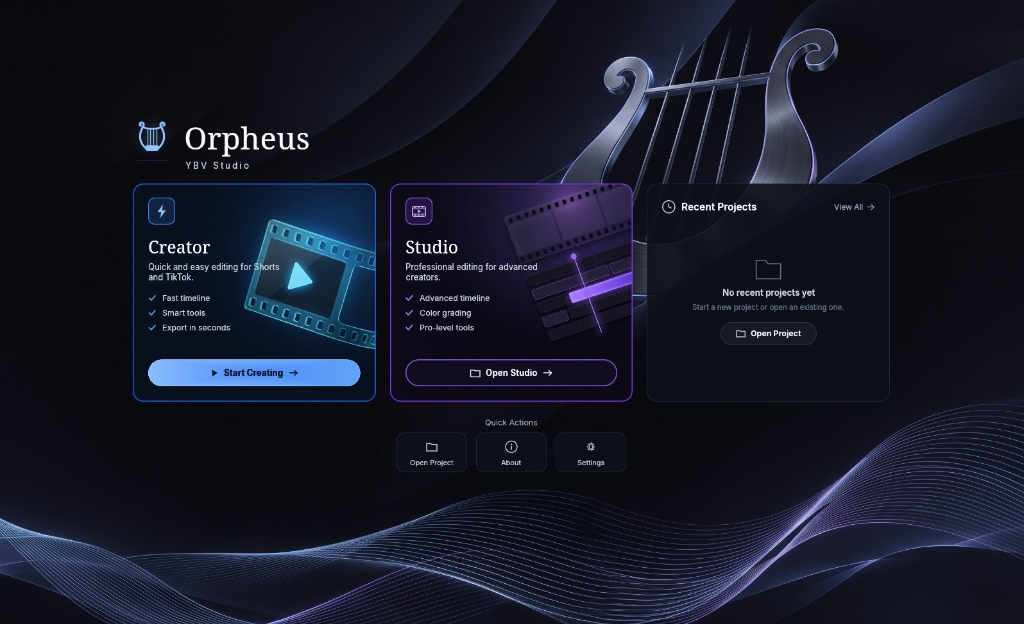 Orpheus
YBV Studio
Creator
Quick and easy editing for Shorts
and TikTok.
Fast timeline
Smart tools
Export in seconds
Start Creating
Studio
Professional editing for advanced
creators.
Advanced timeline
Color grading
Pro-level tools
Open Studio
Recent Projects
View All
No recent projects yet
Start a new project or open an existing one.
Open Project
Quick Actions
Open Project
About
Settings